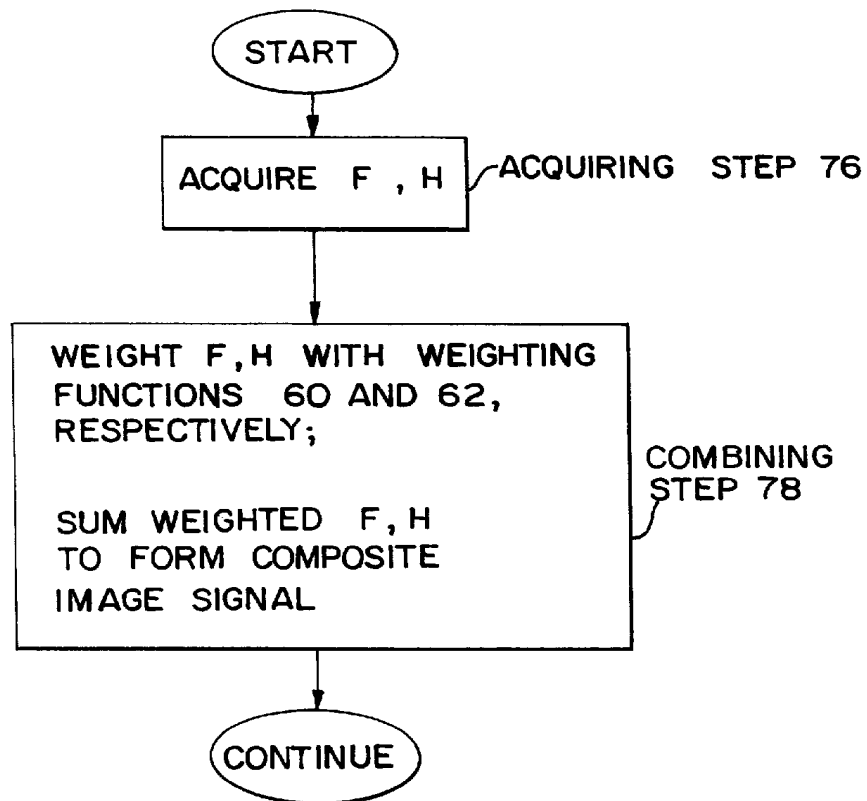 START
ACQUIRE F , H
ACQUIRING STEP 76
WEIGHT F, H WITH WEIGHTING
FUNCTIONS 60 AND 62,
RESPECTIVELY;
SUM WEIGHTED F, H
TO FORM COMPOSITE
IMAGE SIGNAL
COMBINING
STEP 78
CONTINUE